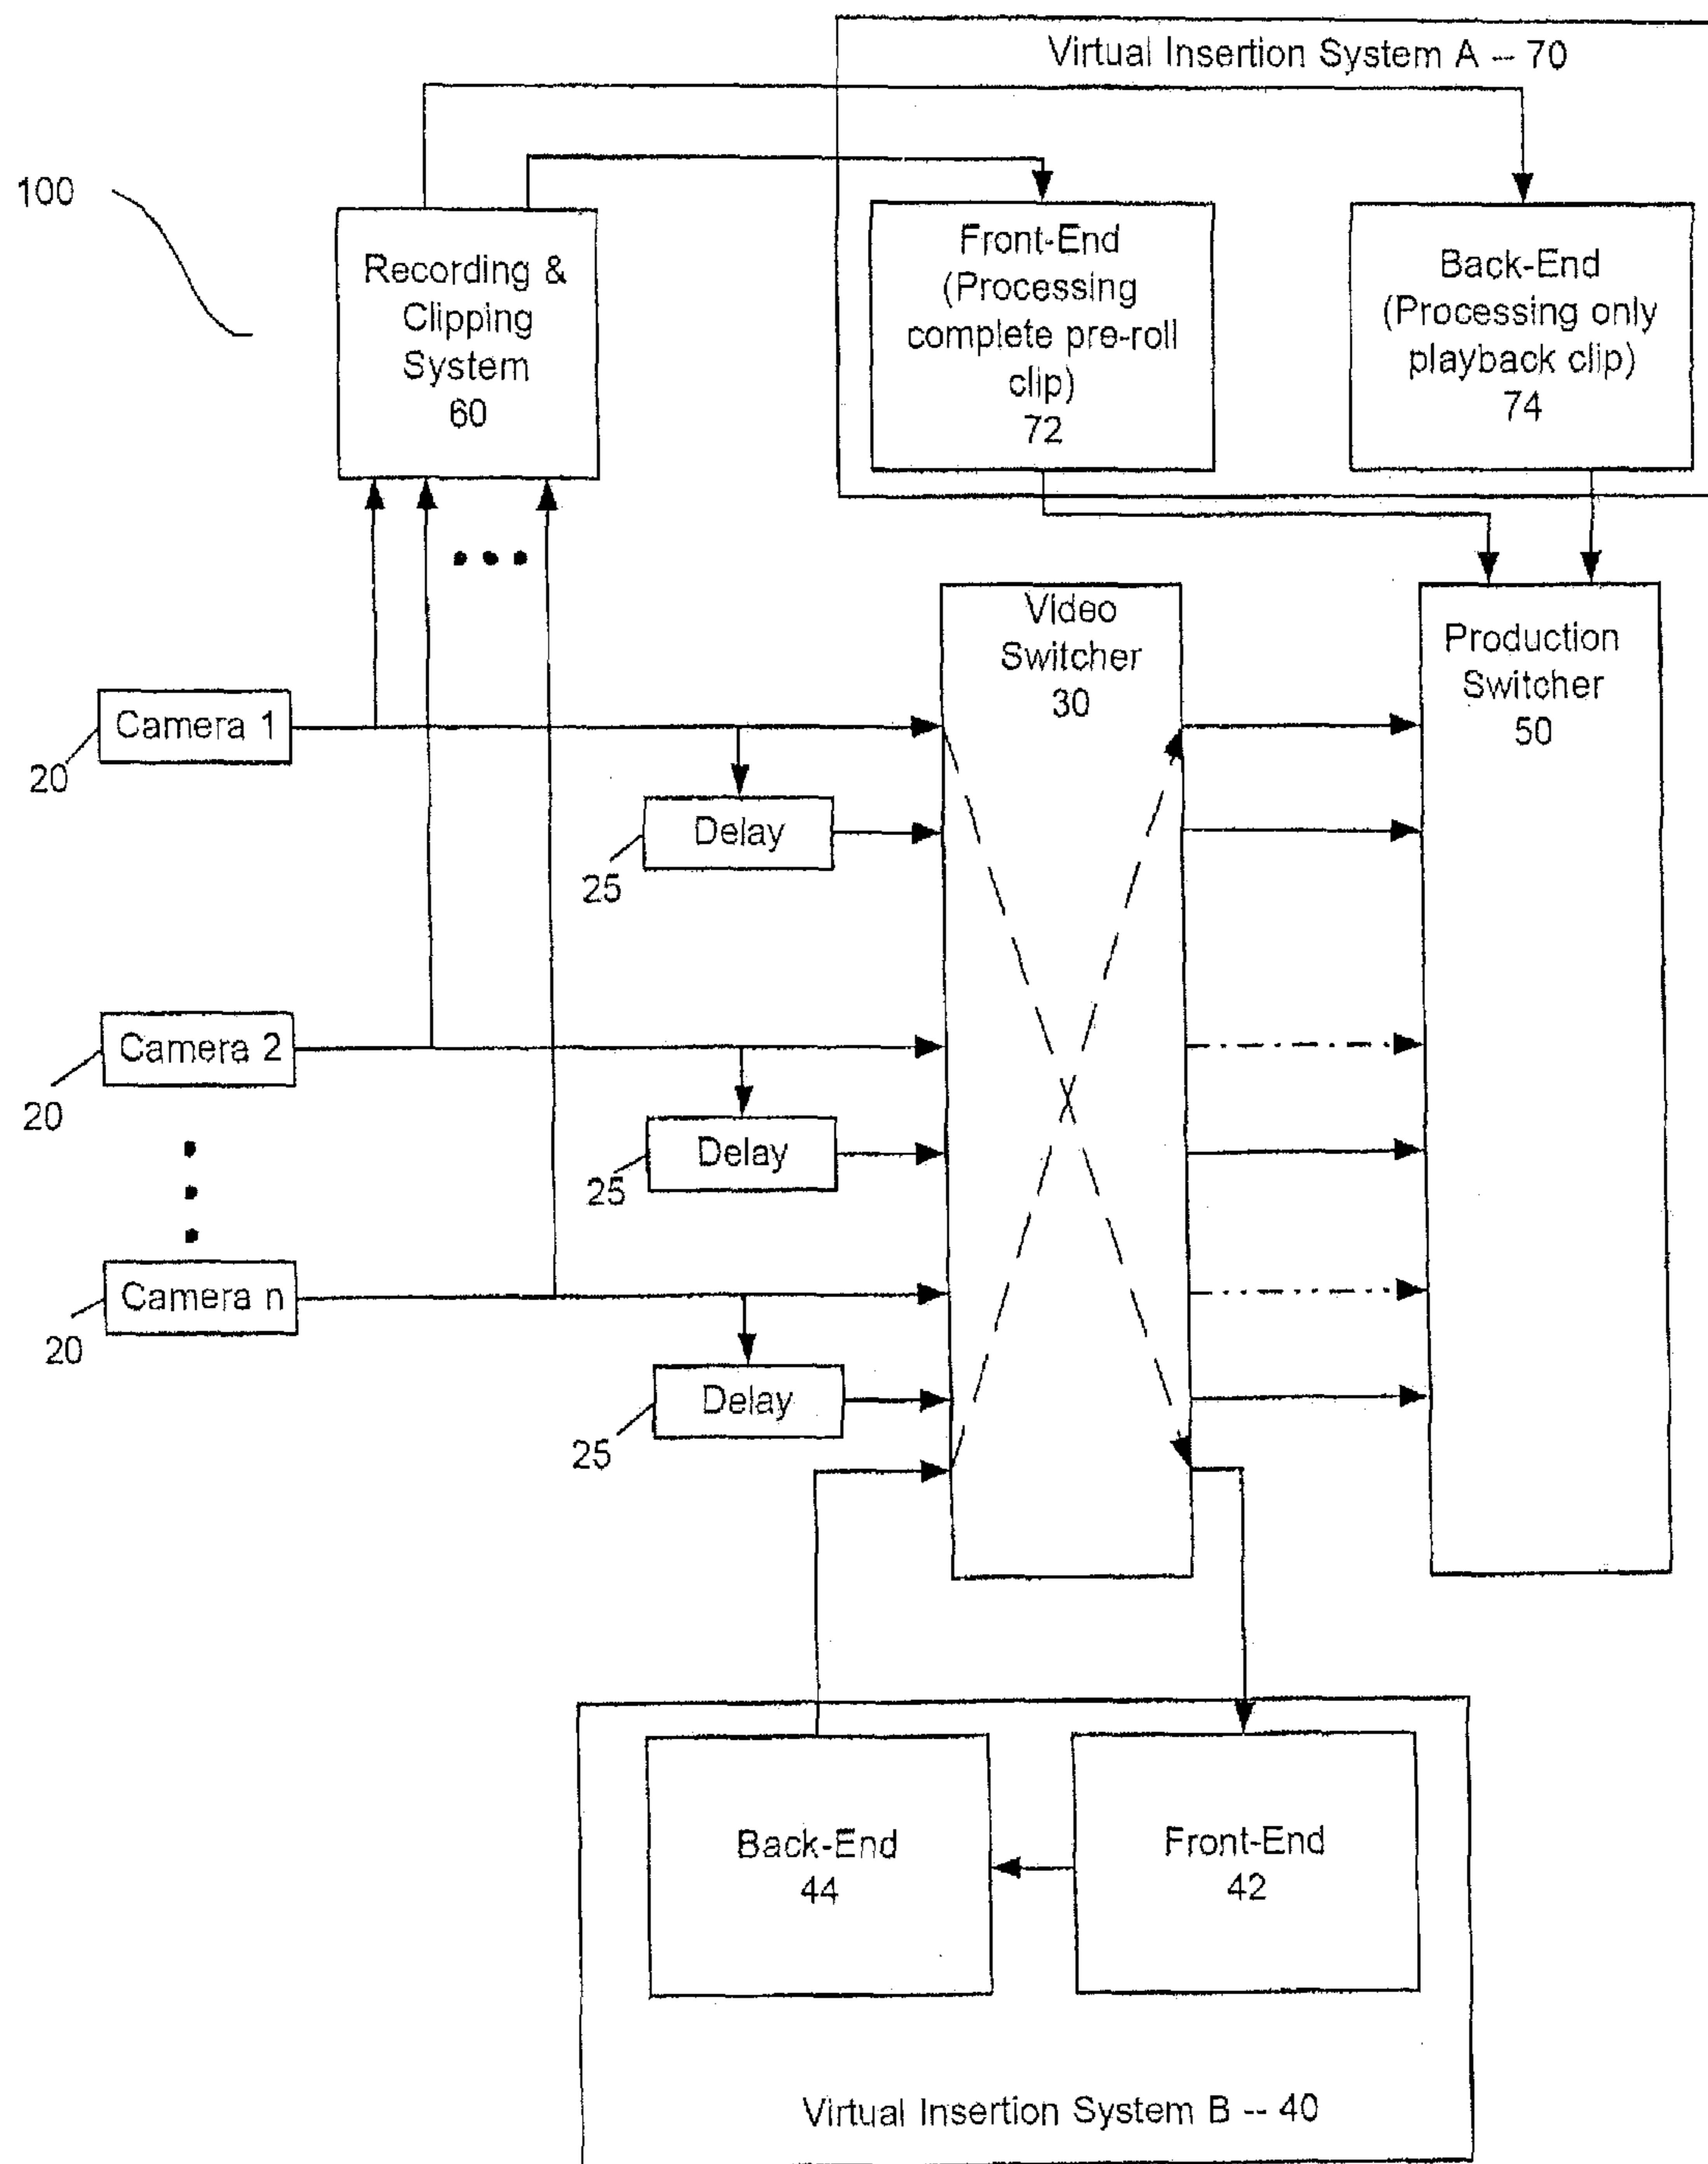 Virtual Insertion System A -- 70
100
Recording &
Clipping
System
60
Front-End
(Processing
complete pre-roll
clip)
72
Back-End
(Processing only
playback clip)
74
Video
Switcher
30
Production
Switcher
50
Camera 1
20
Delay
25
Camera 2
20
Delay
25
Camera n
20
Delay
25
Back-End
44
Front-End
42
Virtual Insertion System B -- 40